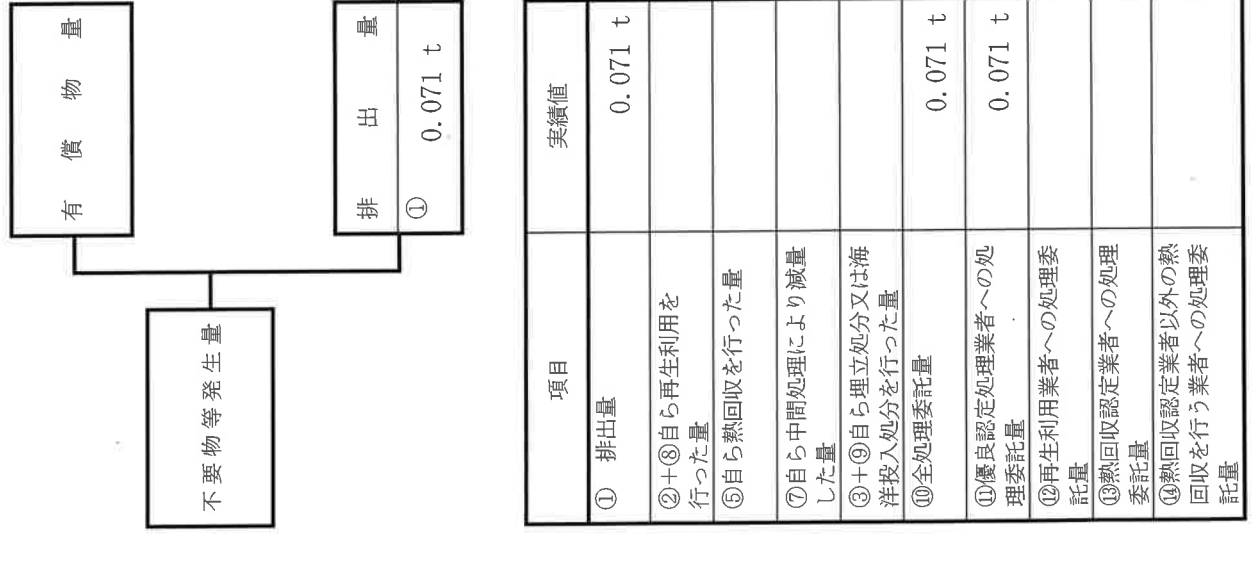 有償物量
不要物等発生量
排出量
① 0.071 t
項目 実績値
① 排出量 0.071 t
②+⑧自ら再生利用を
行った量
⑤自ら熱回収を行った量
⑦自ら中間処理により減量
した量
③+⑨自ら埋立処分又は海
洋投入処分を行った量
⑩全処理委託量 0.071 t
⑪優良認定処理業者への処
理委託量 0.071 t
⑫再生利用業者への処理委
託量
⑬熱回収認定業者への処理
委託量
⑭熱回収認定業者以外の熱
回収を行う業者への処理委
託量